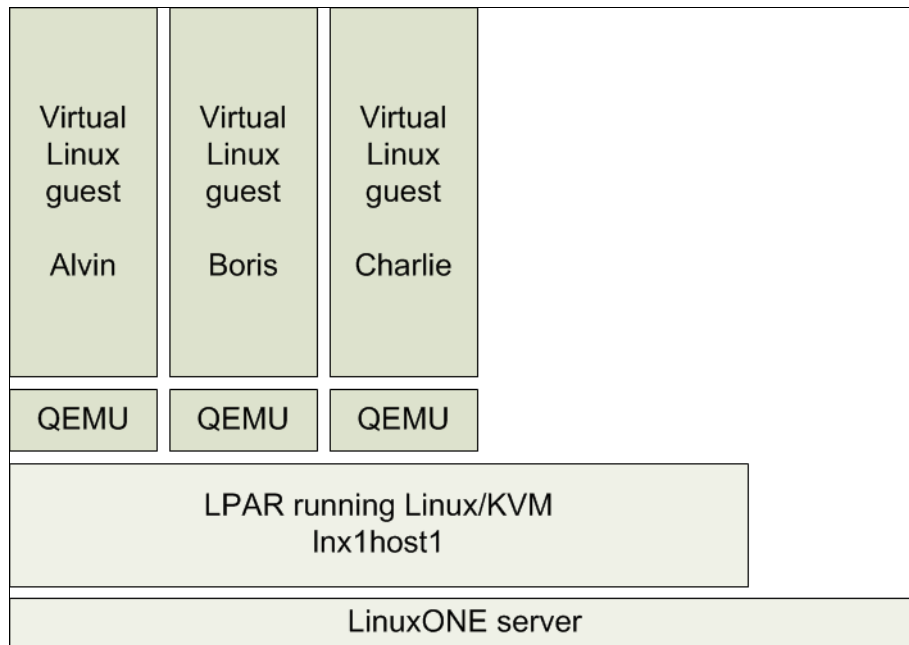 Virtual
Linux
guest
Alvin
Virtual
Linux
guest
Boris
Virtual
Linux
guest
Charlie
QEMU
QEMU
QEMU
LPAR running Linux/KVM
lnx1host1
LinuxONE server